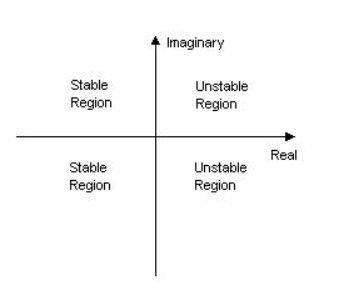 Imaginary
Stable
Region
Unstable
Region
Real
Stable
Region
Unstable
Region